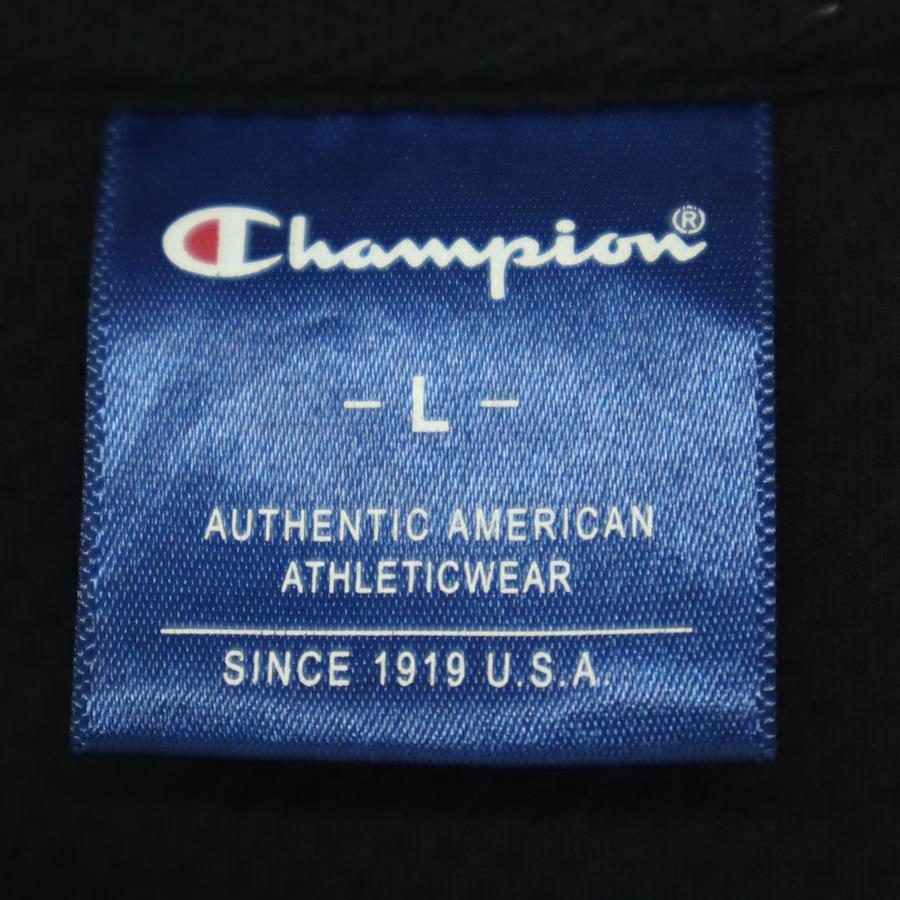 Champion®
- L -
AUTHENTIC AMERICAN
ATHLETICWEAR
SINCE 1919 U.S.A.